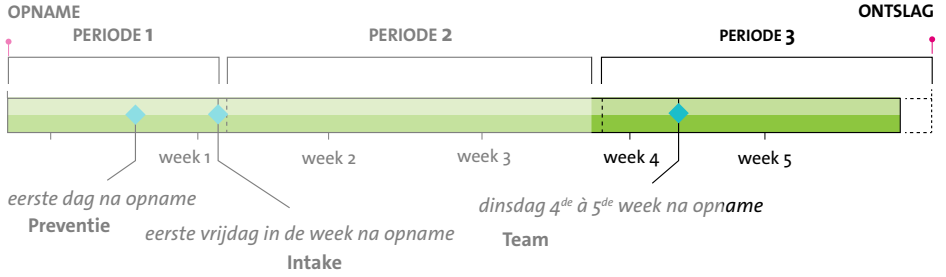 OPNAME
ONTSLAG
PERIODE 1
PERIODE 2
PERIODE 3
week 1
week 2
week 3
week 4
week 5
eerste dag na opname
Preventie
eerste vrijdag in de week na opname
Intake
dinsdag 4de à 5de week na opname
Team